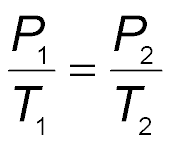 P₁/T₁ = P₂/T₂